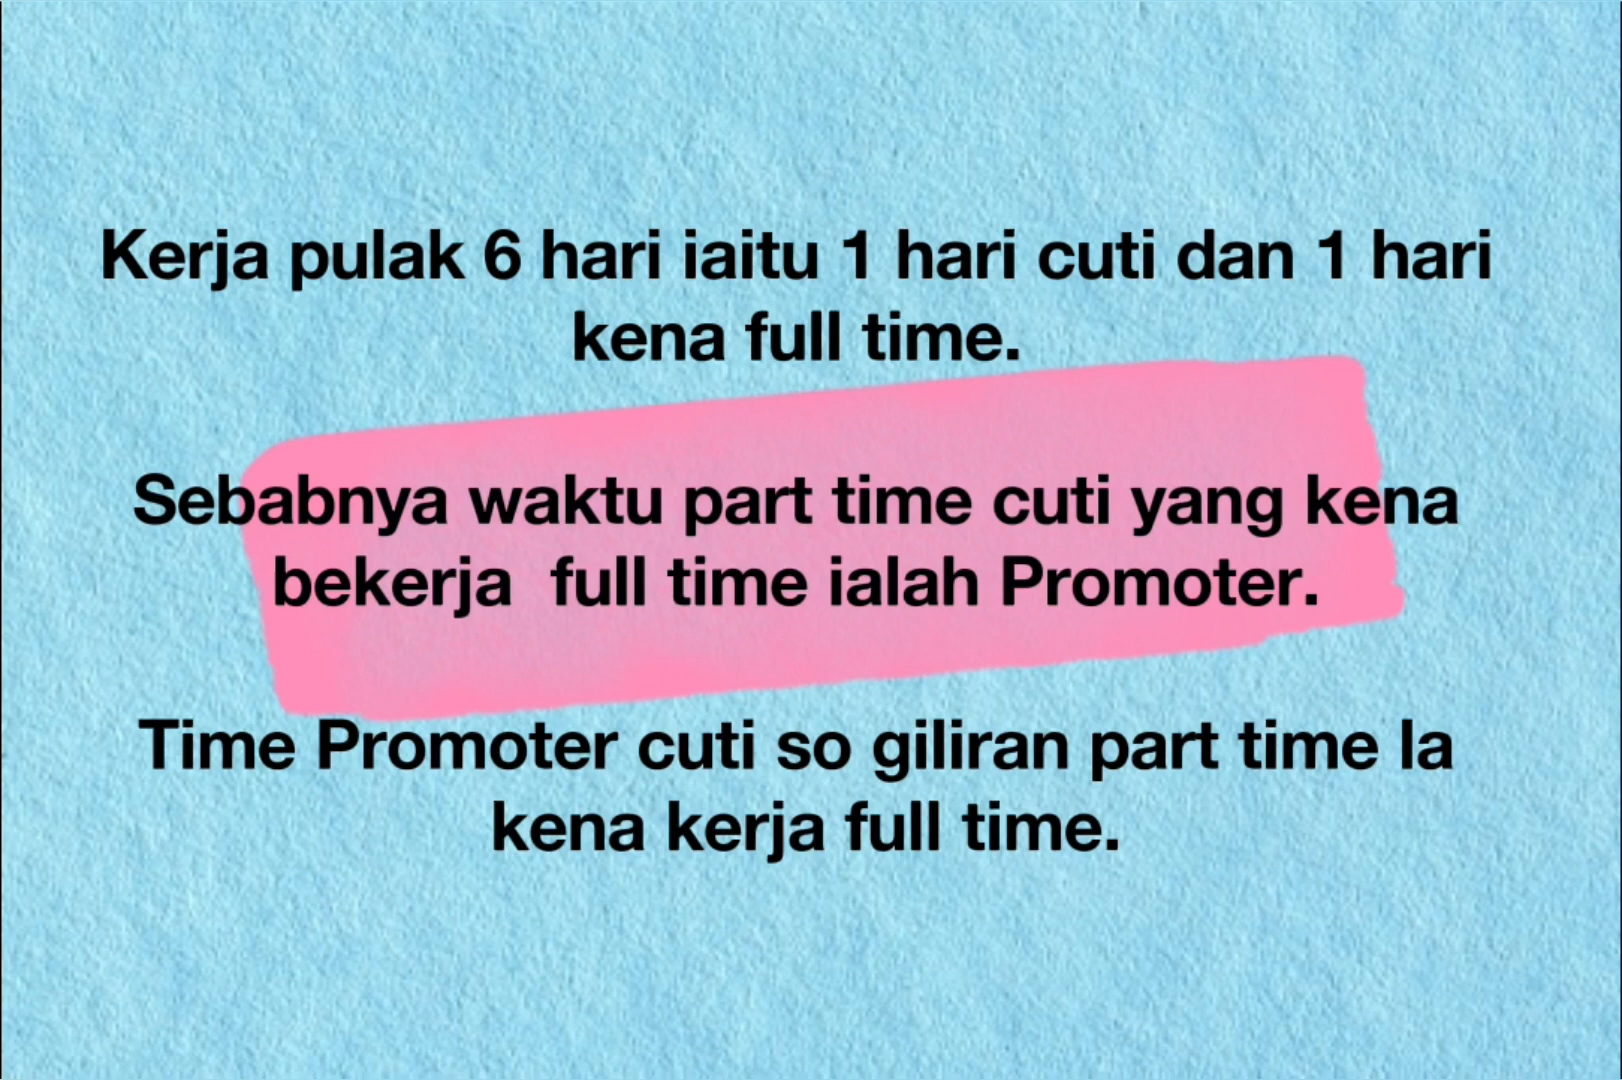 Kerja pulak 6 hari iaitu 1 hari cuti dan 1 hari
kena full time.
Sebabnya waktu part time cuti yang kena
bekerja  full time ialah Promoter.
Time Promoter cuti so giliran part time la
kena kerja full time.